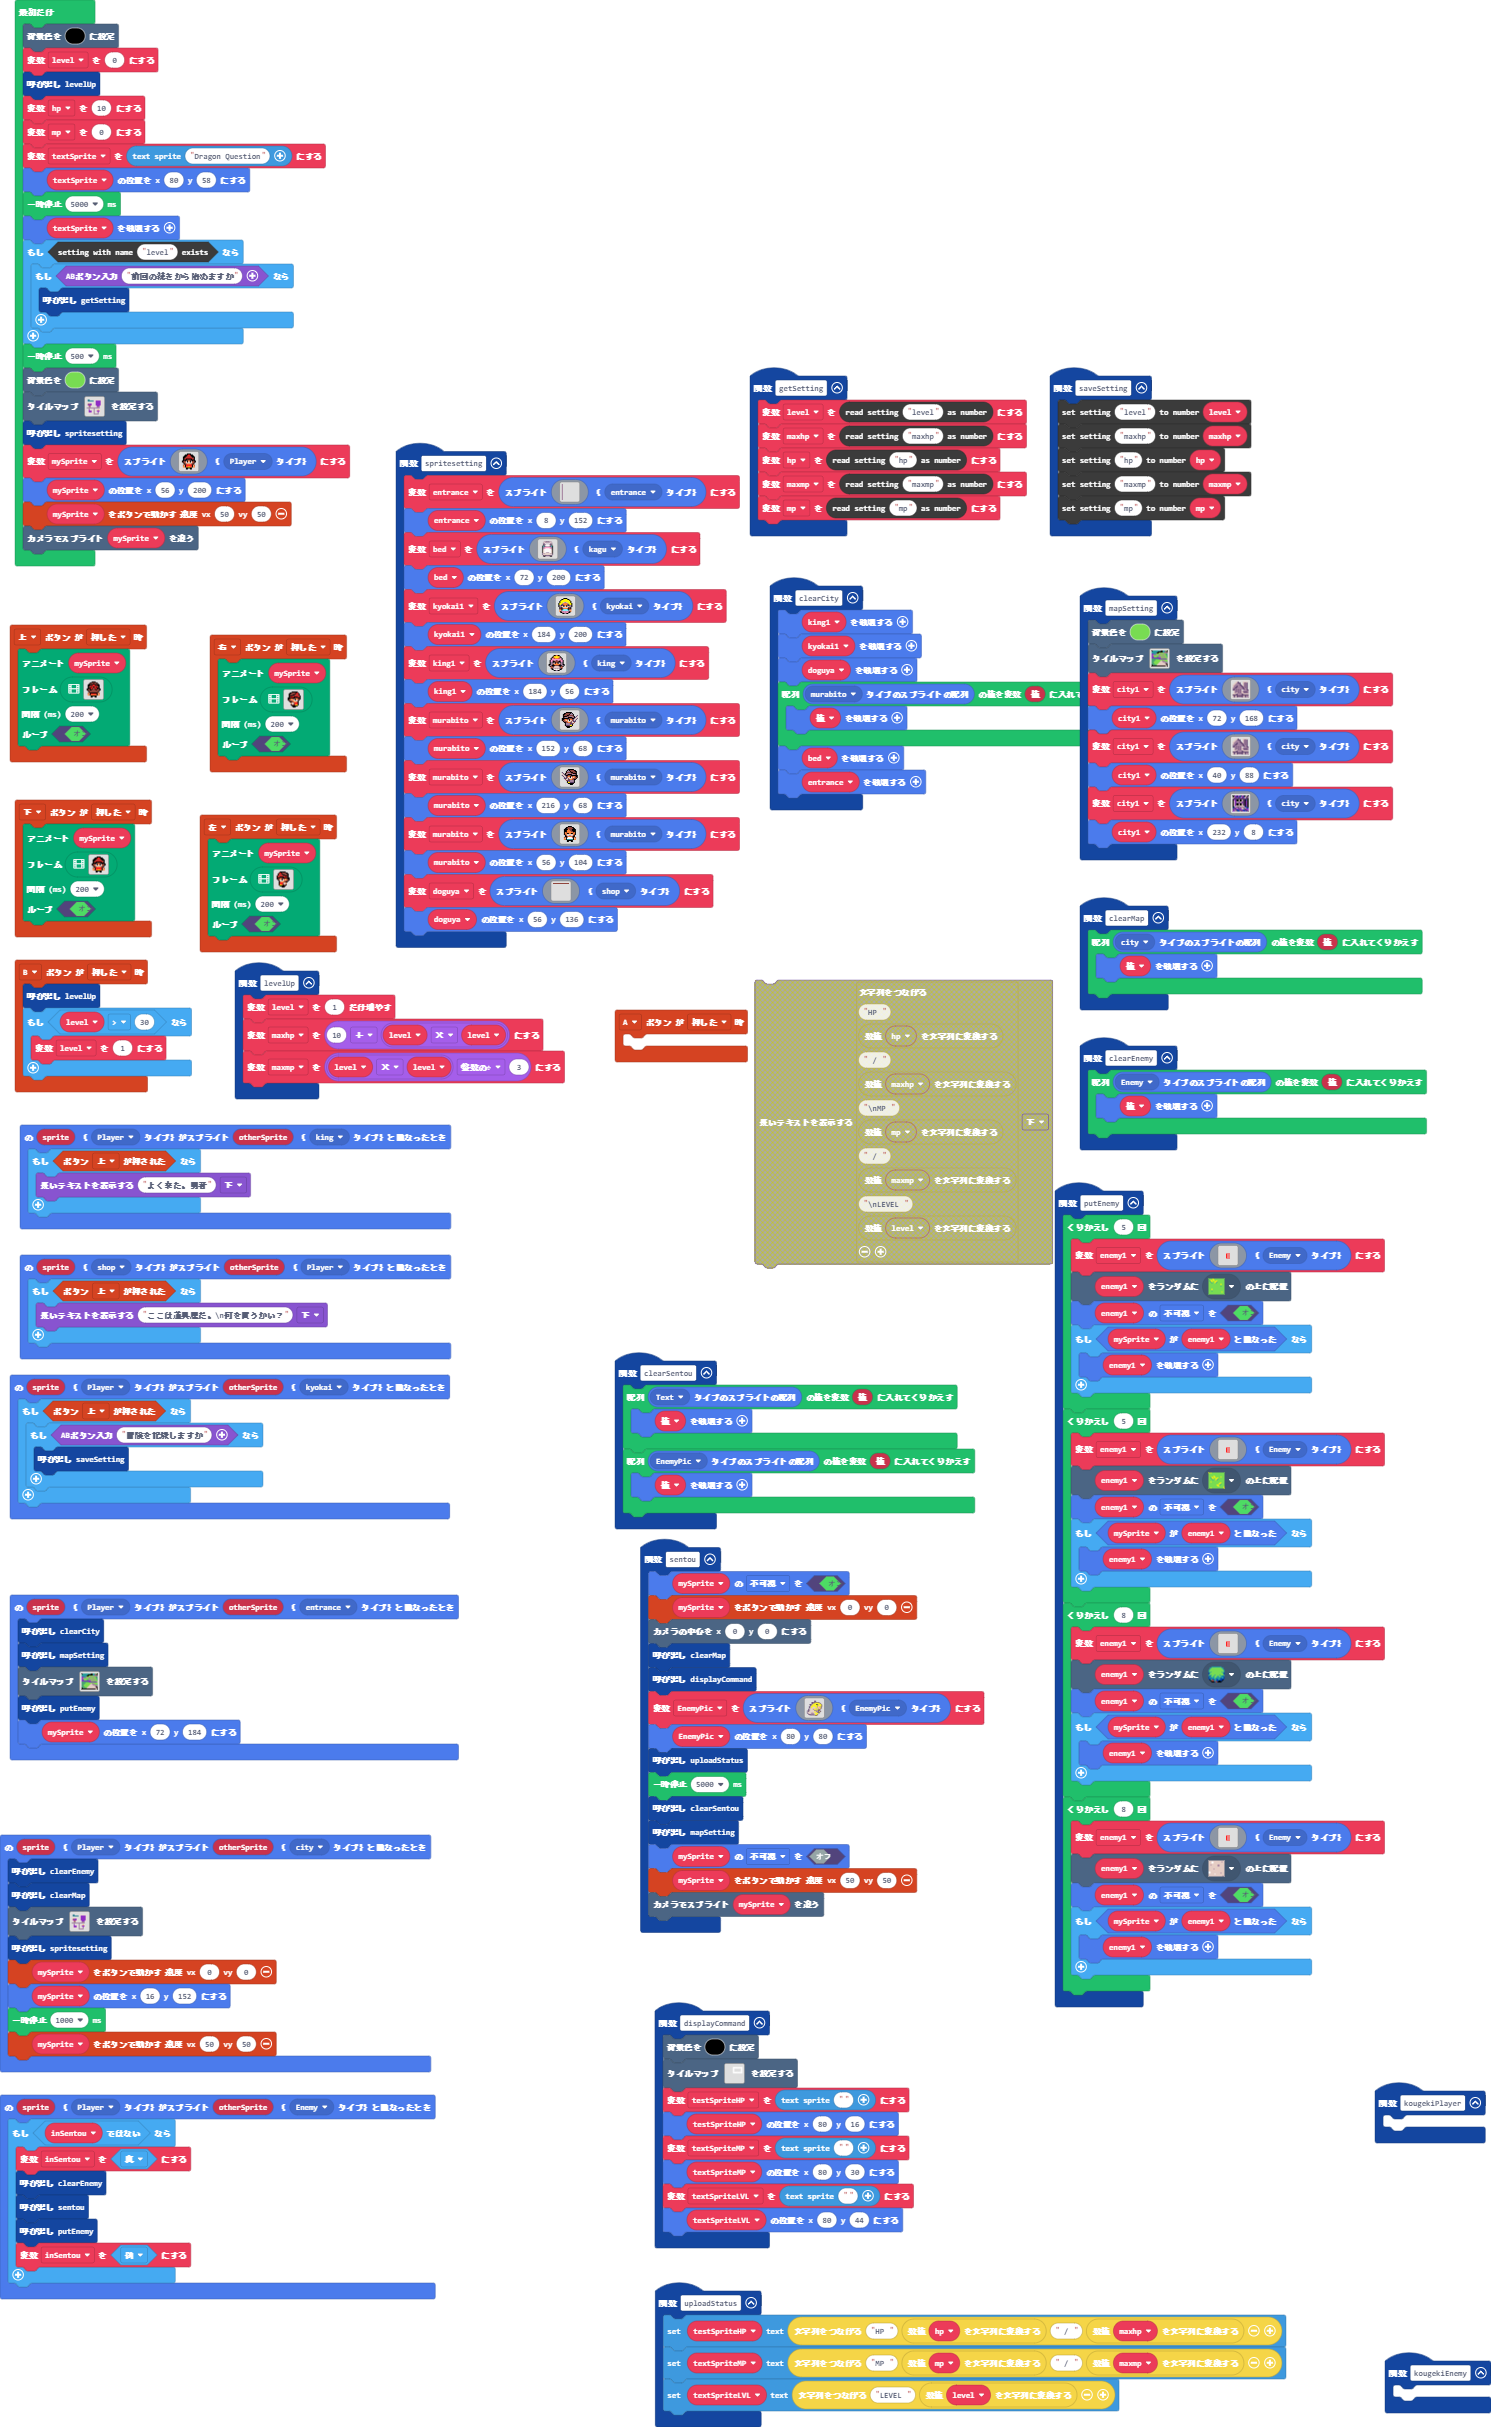 最初だけ
背景色を に設定
変数 level を 0 にする
呼び出し levelUp
変数 hp を 10 にする
変数 mp を 0 にする
変数 textSprite を text sprite "Dragon Question" にする
textSprite の位置を x 80 y 58 にする
一時停止 5000 ms
textSprite を破壊する
もし setting with name "level" exists なら
もし ABボタン入力 "前回の続きから始めますか" なら
呼び出し getSetting
一時停止 500 ms
背景色を に設定
タイルマップ を設定する
呼び出し spritesetting
変数 mySprite を スプライト ( Player タイプ) にする
mySprite の位置を x 56 y 200 にする
mySprite をボタンで動かす 速度 vx 50 vy 50
カメラでスプライト mySprite を追う
上 ボタン が 押した 時
アニメート mySprite
フレーム
間隔 (ms) 200
ループ オン
右 ボタン が 押した 時
アニメート mySprite
フレーム
間隔 (ms) 200
ループ オン
下 ボタン が 押した 時
アニメート mySprite
フレーム
間隔 (ms) 200
ループ オン
左 ボタン が 押した 時
アニメート mySprite
フレーム
間隔 (ms) 200
ループ オン
B ボタン が 押した 時
呼び出し levelUp
もし level > 30 なら
変数 level を 1 にする
関数 levelUp
変数 level を 1 だけ増やす
変数 maxhp を 10 + level × level にする
変数 maxmp を level × level 整数の÷ 3 にする
関数 spritesetting
変数 entrance を スプライト ( entrance タイプ) にする
entrance の位置を x 8 y 152 にする
変数 bed を スプライト ( kagu タイプ) にする
bed の位置を x 72 y 200 にする
変数 kyokai1 を スプライト ( kyokai タイプ) にする
kyokai1 の位置を x 184 y 200 にする
変数 king1 を スプライト ( king タイプ) にする
king1 の位置を x 184 y 56 にする
変数 murabito を スプライト ( murabito タイプ) にする
murabito の位置を x 152 y 68 にする
変数 murabito を スプライト ( murabito タイプ) にする
murabito の位置を x 216 y 68 にする
変数 murabito を スプライト ( murabito タイプ) にする
murabito の位置を x 56 y 104 にする
変数 doguya を スプライト ( shop タイプ) にする
doguya の位置を x 56 y 136 にする
関数 getSetting
変数 level を read setting "level" as number にする
変数 maxhp を read setting "maxhp" as number にする
変数 hp を read setting "hp" as number にする
変数 maxmp を read setting "maxmp" as number にする
変数 mp を read setting "mp" as number にする
関数 saveSetting
set setting "level" to number level
set setting "maxhp" to number maxhp
set setting "hp" to number hp
set setting "maxmp" to number maxmp
set setting "mp" to number mp
関数 clearCity
king1 を破壊する
kyokai1 を破壊する
doguya を破壊する
配列 murabito タイプのスプライトの配列 の値を変数 値 に入れて
値 を破壊する
bed を破壊する
entrance を破壊する
関数 mapSetting
背景色を に設定
タイルマップ を設定する
変数 city1 を スプライト ( city タイプ) にする
city1 の位置を x 72 y 168 にする
変数 city1 を スプライト ( city タイプ) にする
city1 の位置を x 40 y 88 にする
変数 city1 を スプライト ( city タイプ) にする
city1 の位置を x 232 y 8 にする
関数 clearMap
配列 city タイプのスプライトの配列 の値を変数 値 に入れてくりかえす
値 を破壊する
関数 clearEnemy
配列 Enemy タイプのスプライトの配列 の値を変数 値 に入れてくりかえす
値 を破壊する
A ボタン が 押した 時
文字列をつなげる
"HP "
数値 hp を文字列に変換する
" / "
数値 maxhp を文字列に変換する
"\nMP "
長いテキストを表示する 下
数値 mp を文字列に変換する
" / "
数値 maxmp を文字列に変換する
"\nLEVEL "
数値 level を文字列に変換する
の sprite ( Player タイプ) がスプライト otherSprite ( king タイプ) と重なったとき
もし ボタン 上 が押された なら
長いテキストを表示する "よく来た。勇者" 下
の sprite ( shop タイプ) がスプライト otherSprite ( Player タイプ) と重なったとき
もし ボタン 上 が押された なら
長いテキストを表示する "ここは道具屋だ。\n何を買うかい？" 下
の sprite ( Player タイプ) がスプライト otherSprite ( kyokai タイプ) と重なったとき
もし ボタン 上 が押された なら
もし ABボタン入力 "冒険を記録しますか" なら
呼び出し saveSetting
の sprite ( Player タイプ) がスプライト otherSprite ( entrance タイプ) と重なったとき
呼び出し clearCity
呼び出し mapSetting
タイルマップ を設定する
呼び出し putEnemy
mySprite の位置を x 72 y 184 にする
の sprite ( Player タイプ) がスプライト otherSprite ( city タイプ) と重なったとき
呼び出し clearEnemy
呼び出し clearMap
タイルマップ を設定する
呼び出し spritesetting
mySprite をボタンで動かす 速度 vx 0 vy 0
mySprite の位置を x 16 y 152 にする
一時停止 1000 ms
mySprite をボタンで動かす 速度 vx 50 vy 50
の sprite ( Player タイプ) がスプライト otherSprite ( Enemy タイプ) と重なったとき
もし inSentou ではない なら
変数 inSentou を 真 にする
呼び出し clearEnemy
呼び出し sentou
呼び出し putEnemy
変数 inSentou を 偽 にする
関数 clearSentou
配列 Text タイプのスプライトの配列 の値を変数 値 に入れてくりかえす
値 を破壊する
配列 EnemyPic タイプのスプライトの配列 の値を変数 値 に入れてくりかえす
値 を破壊する
関数 sentou
mySprite の 不可視 を オン
mySprite をボタンで動かす 速度 vx 0 vy 0
カメラの中心を x 0 y 0 にする
呼び出し clearMap
呼び出し displayCommand
変数 EnemyPic を スプライト ( EnemyPic タイプ) にする
EnemyPic の位置を x 80 y 80 にする
呼び出し uploadStatus
一時停止 5000 ms
呼び出し clearSentou
呼び出し mapSetting
mySprite の 不可視 を オフ
mySprite をボタンで動かす 速度 vx 50 vy 50
カメラでスプライト mySprite を追う
関数 putEnemy
くりかえし 5 回
変数 enemy1 を スプライト ( Enemy タイプ) にする
enemy1 をランダムに の上に配置
enemy1 の 不可視 を オン
もし mySprite が enemy1 と重なった なら
enemy1 を破壊する
くりかえし 5 回
変数 enemy1 を スプライト ( Enemy タイプ) にする
enemy1 をランダムに の上に配置
enemy1 の 不可視 を オン
もし mySprite が enemy1 と重なった なら
enemy1 を破壊する
くりかえし 8 回
変数 enemy1 を スプライト ( Enemy タイプ) にする
enemy1 をランダムに の上に配置
enemy1 の 不可視 を オン
もし mySprite が enemy1 と重なった なら
enemy1 を破壊する
くりかえし 8 回
変数 enemy1 を スプライト ( Enemy タイプ) にする
enemy1 をランダムに の上に配置
enemy1 の 不可視 を オン
もし mySprite が enemy1 と重なった なら
enemy1 を破壊する
関数 displayCommand
背景色を に設定
タイルマップ を設定する
変数 testSpriteHP を text sprite " " にする
testSpriteHP の位置を x 80 y 16 にする
変数 textSpriteMP を text sprite " " にする
textSpriteMP の位置を x 80 y 30 にする
変数 textSpriteLVL を text sprite " " にする
textSpriteLVL の位置を x 80 y 44 にする
関数 kougekiPlayer
関数 uploadStatus
set testSpriteHP text 文字列をつなげる "HP " 数値 hp を文字列に変換する " / " 数値 maxhp を文字列に変換する
set textSpriteMP text 文字列をつなげる "MP " 数値 mp を文字列に変換する " / " 数値 maxmp を文字列に変換する
set textSpriteLVL text 文字列をつなげる "LEVEL " 数値 level を文字列に変換する
関数 kougekiEnemy